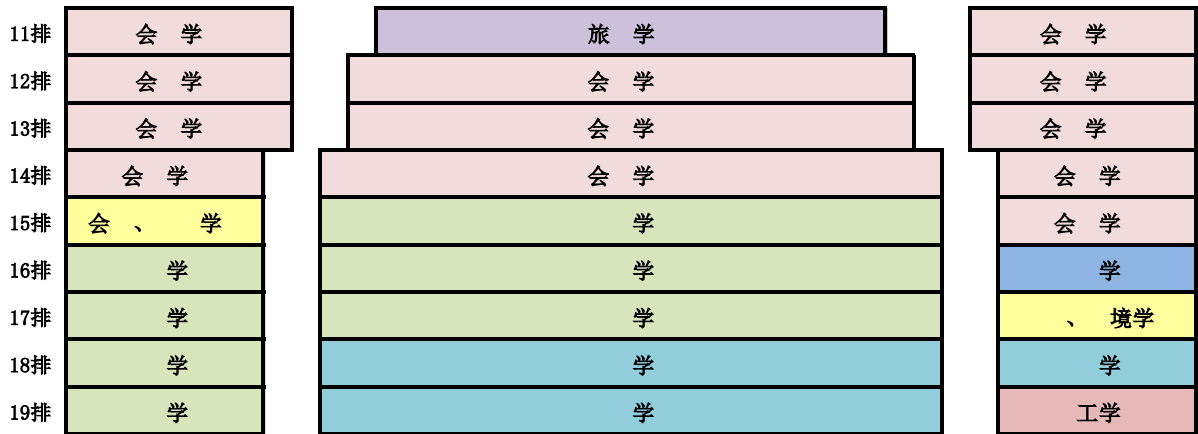 11排 会 学 旅 学 会 学
12排 会 学 会 学 会 学
13排 会 学 会 学 会 学
14排 会 学 会 学 会 学
15排 会 、 学 学 会 学
16排 学 学 学
17排 学 学 、 境学
18排 学 学 学
19排 学 学 工学